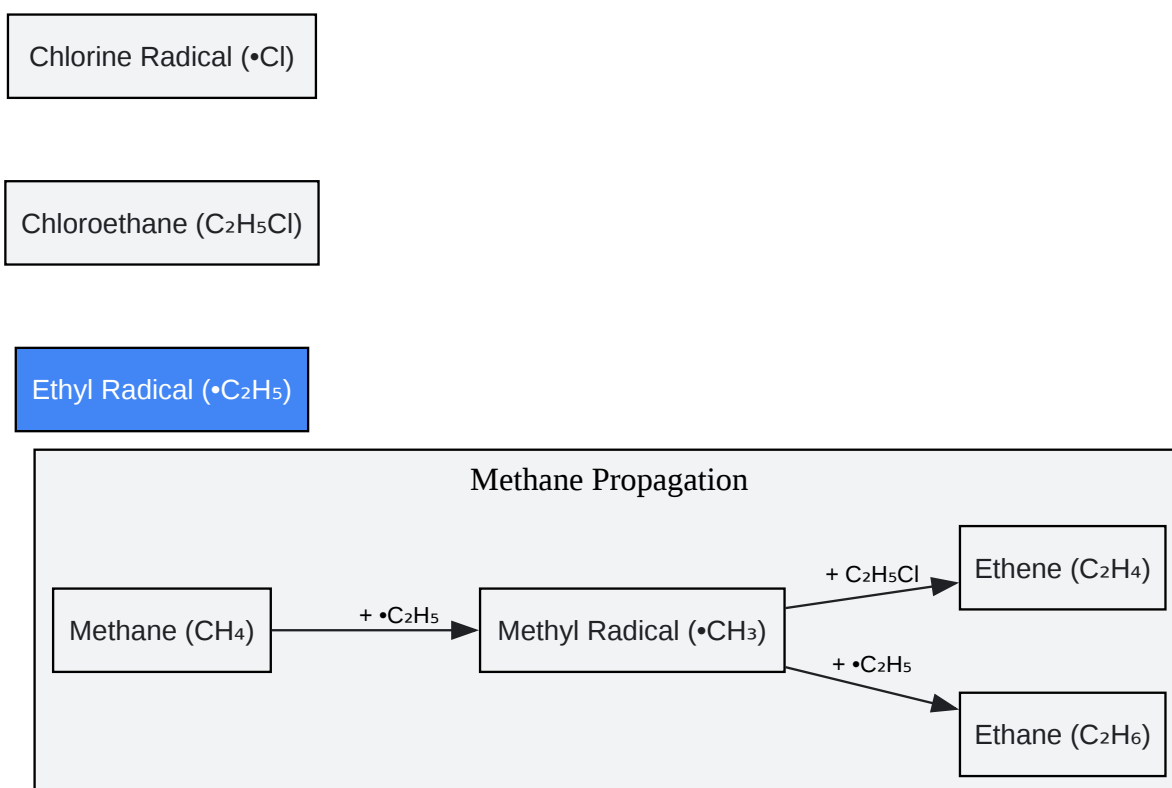 Chlorine Radical (•Cl)
Chloroethane (C₂H₅Cl)
Ethyl Radical (•C₂H₅)
Methane Propagation
Methane (CH₄)
+ •C₂H₅
Methyl Radical (•CH₃)
+ C₂H₅Cl
Ethene (C₂H₄)
+ •C₂H₅
Ethane (C₂H₆)